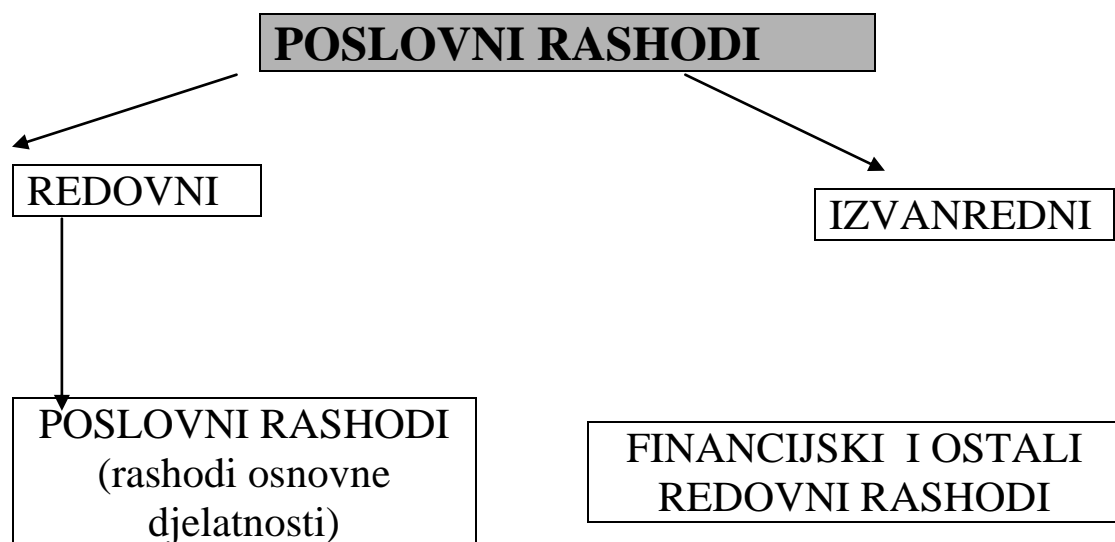 POSLOVNI RASHODI
REDOVNI
IZVANREDNI
POSLOVNI RASHODI
(rashodi osnovne
djelatnosti)
FINANCIJSKI I OSTALI
REDOVNI RASHODI